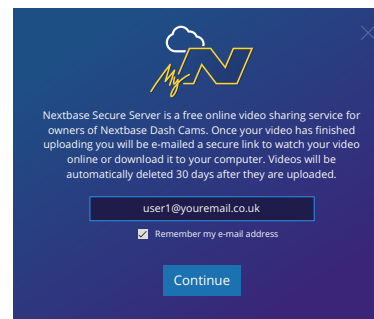 My N
Nextbase Secure Server is a free online video sharing service for
owners of Nextbase Dash Cams. Once your video has finished
uploading you will be e-mailed a secure link to watch your video
online or download it to your computer. Videos will be
automatically deleted 30 days after they are uploaded.
user1@youremail.co.uk
Remember my e-mail address
Continue